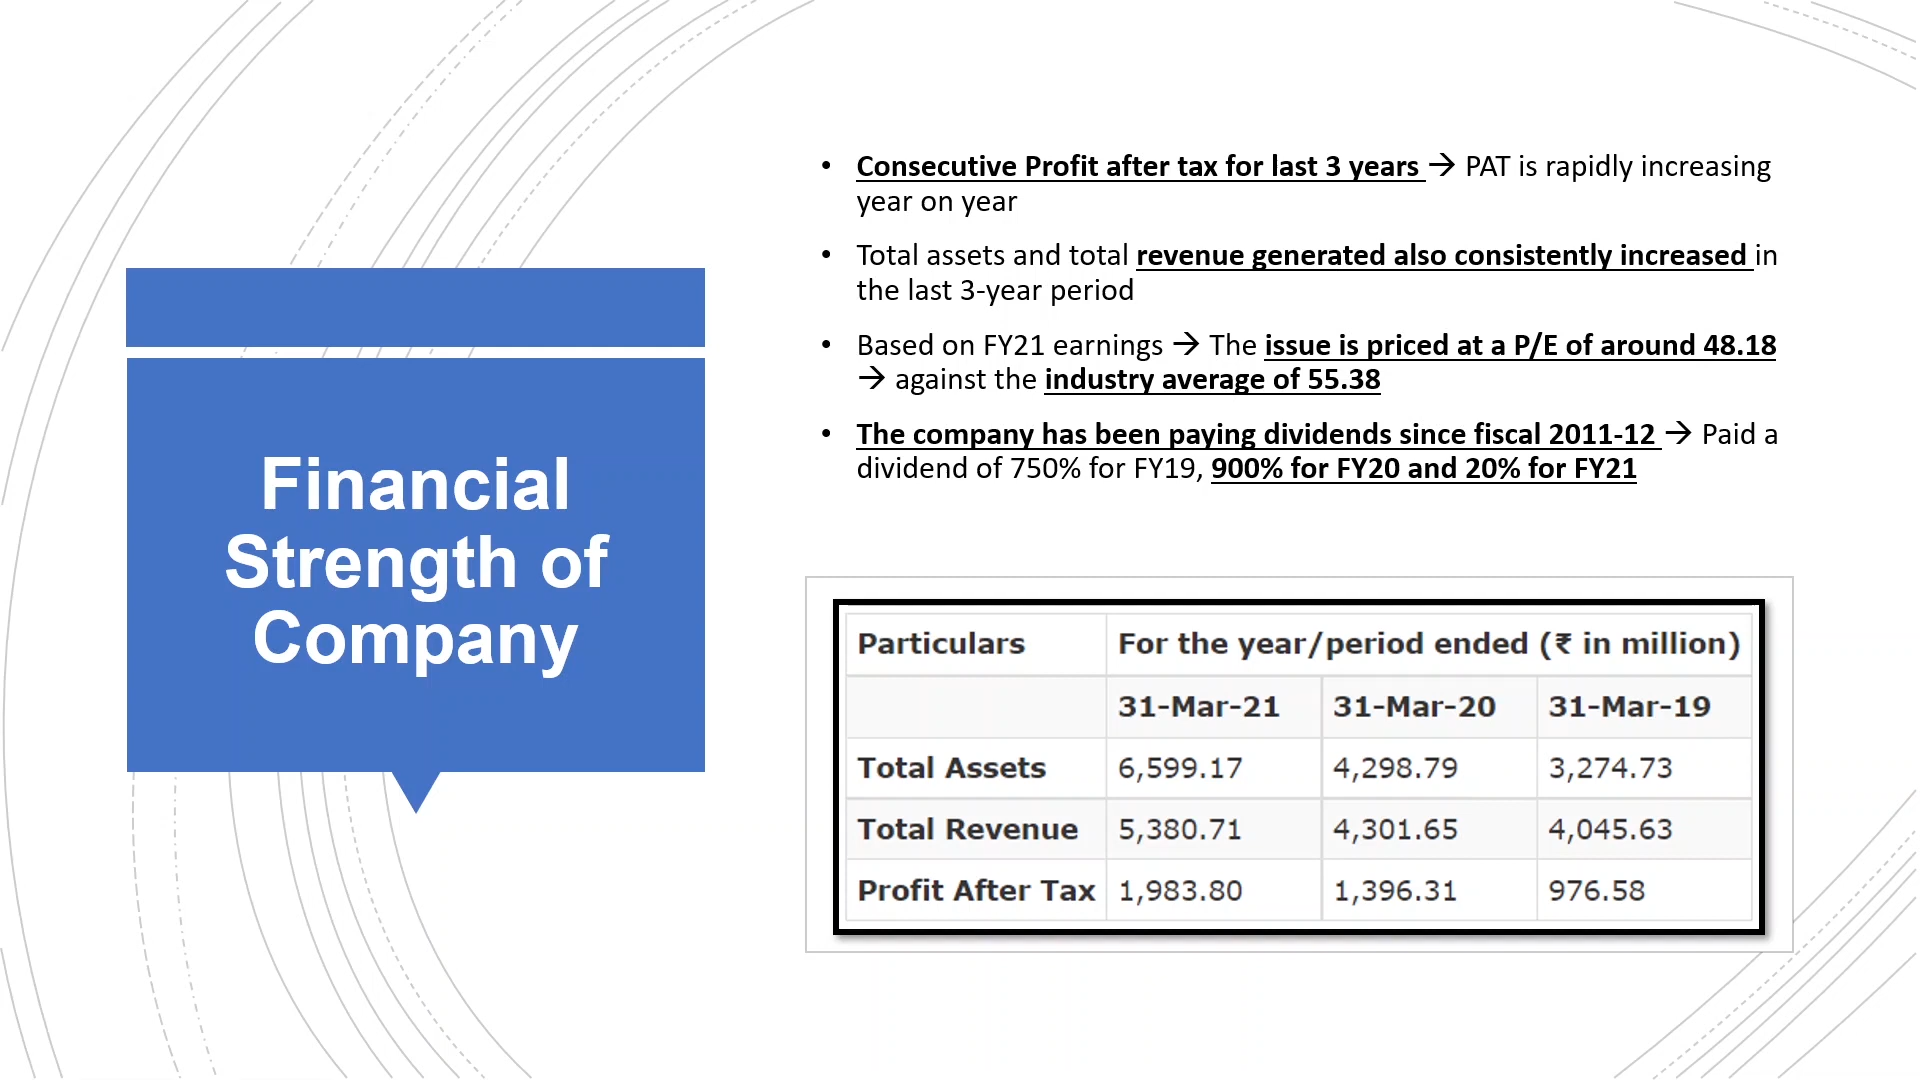 Financial
Strength of
Company
• Consecutive Profit after tax for last 3 years → PAT is rapidly increasing
year on year
• Total assets and total revenue generated also consistently increased in
the last 3-year period
• Based on FY21 earnings → The issue is priced at a P/E of around 48.18
→ against the industry average of 55.38
• The company has been paying dividends since fiscal 2011-12 → Paid a
dividend of 750% for FY19, 900% for FY20 and 20% for FY21
Particulars For the year/period ended (₹ in million)
31-Mar-21 31-Mar-20 31-Mar-19
Total Assets 6,599.17 4,298.79 3,274.73
Total Revenue 5,380.71 4,301.65 4,045.63
Profit After Tax 1,983.80 1,396.31 976.58